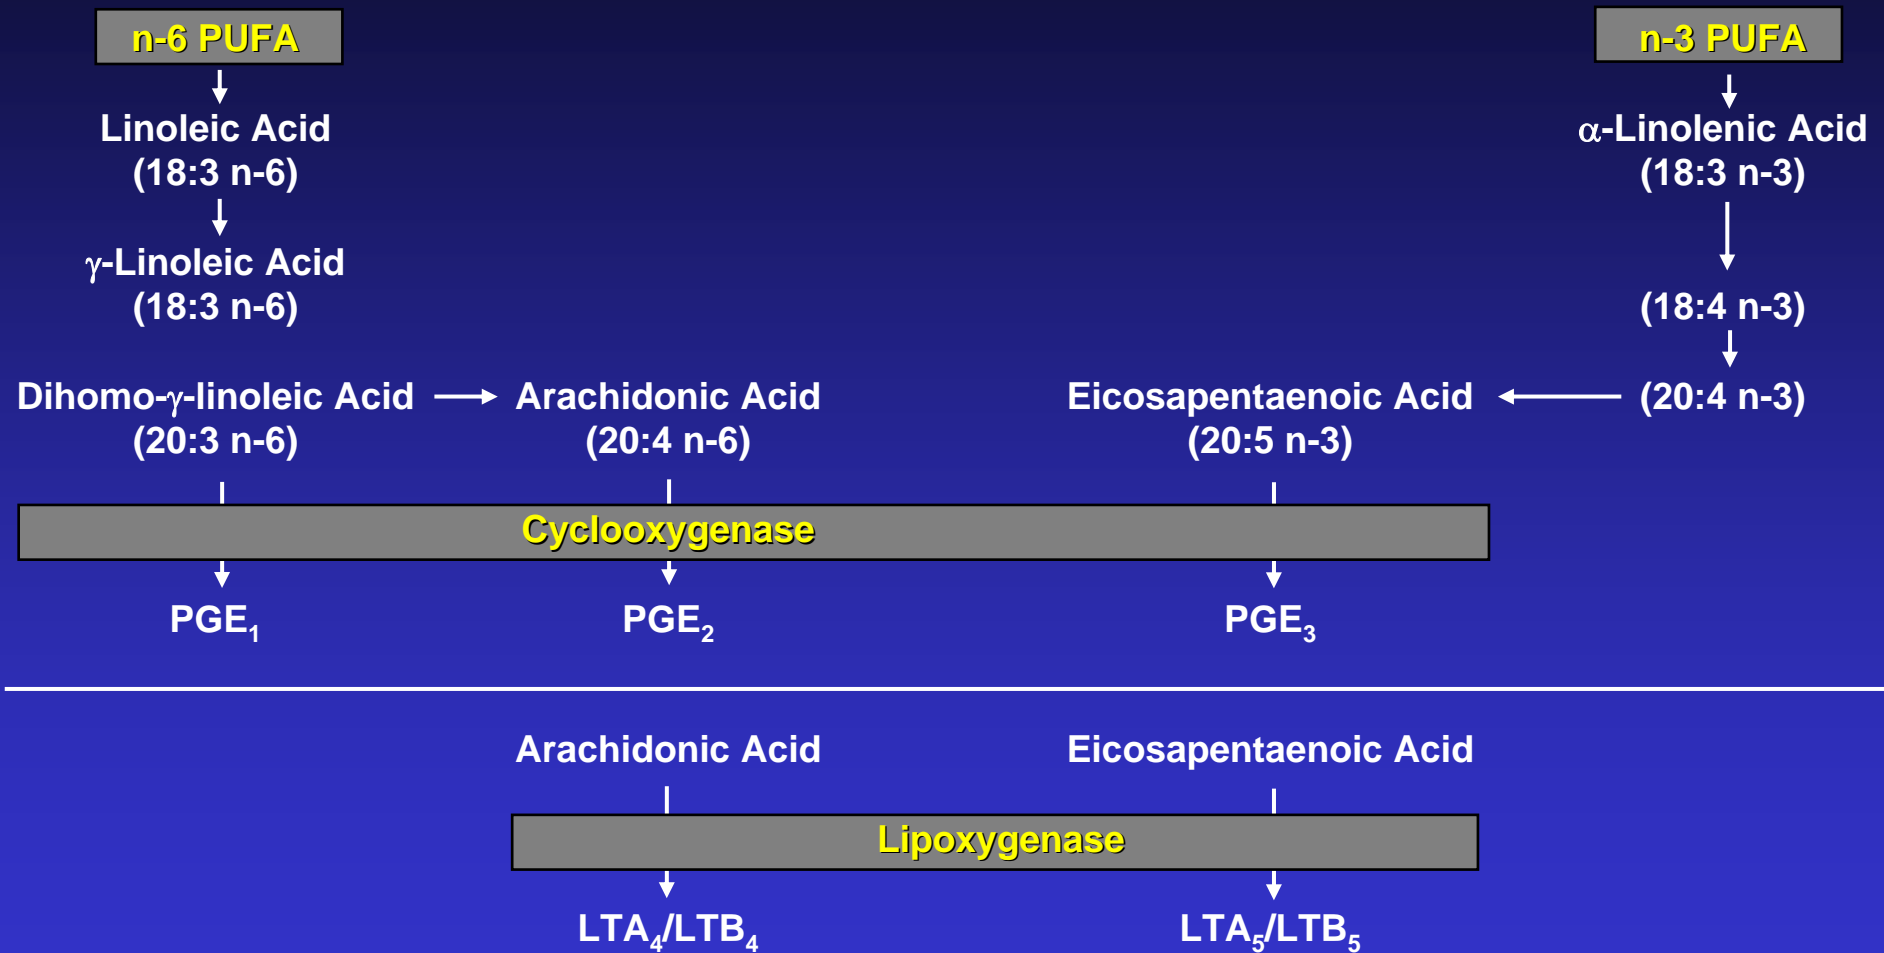 n-6 PUFA
n-3 PUFA
Linoleic Acid
(18:3 n-6)
α-Linolenic Acid
(18:3 n-3)
γ-Linoleic Acid
(18:3 n-6)
(18:4 n-3)
Dihomo-γ-linoleic Acid
(20:3 n-6)
Arachidonic Acid
(20:4 n-6)
Eicosapentaenoic Acid
(20:5 n-3)
(20:4 n-3)
Cyclooxygenase
PGE₁
PGE₂
PGE₃
Arachidonic Acid
Eicosapentaenoic Acid
Lipoxygenase
LTA₄/LTB₄
LTA₅/LTB₅